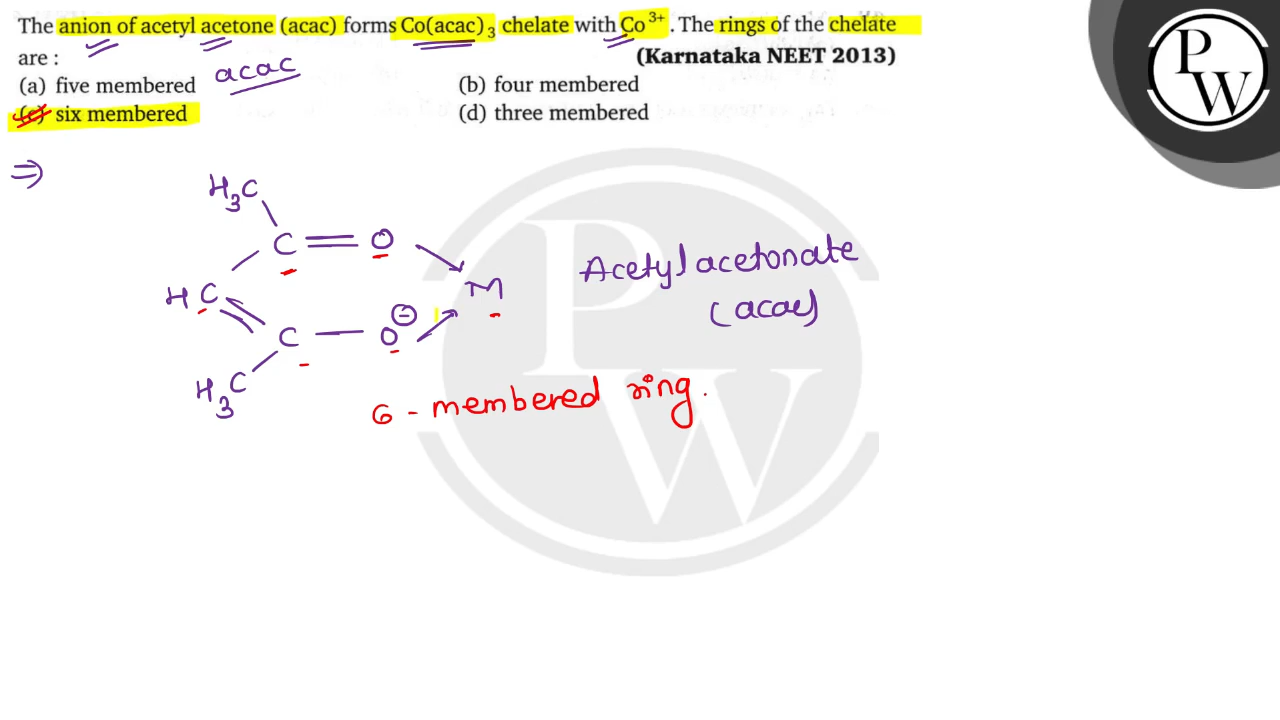 The anion of acetyl acetone (acac) forms Co(acac)₃ chelate with Co³⁺. The rings of the chelate
are :
(Karnataka NEET 2013)
acac
(a) five membered
(b) four membered
(c) six membered
(d) three membered
⇒
H₃C
C = O
HC
M
C — O⊖
H₃C
Acetylacetonate
(acac)
6 - membered ring.
P
W
P
W